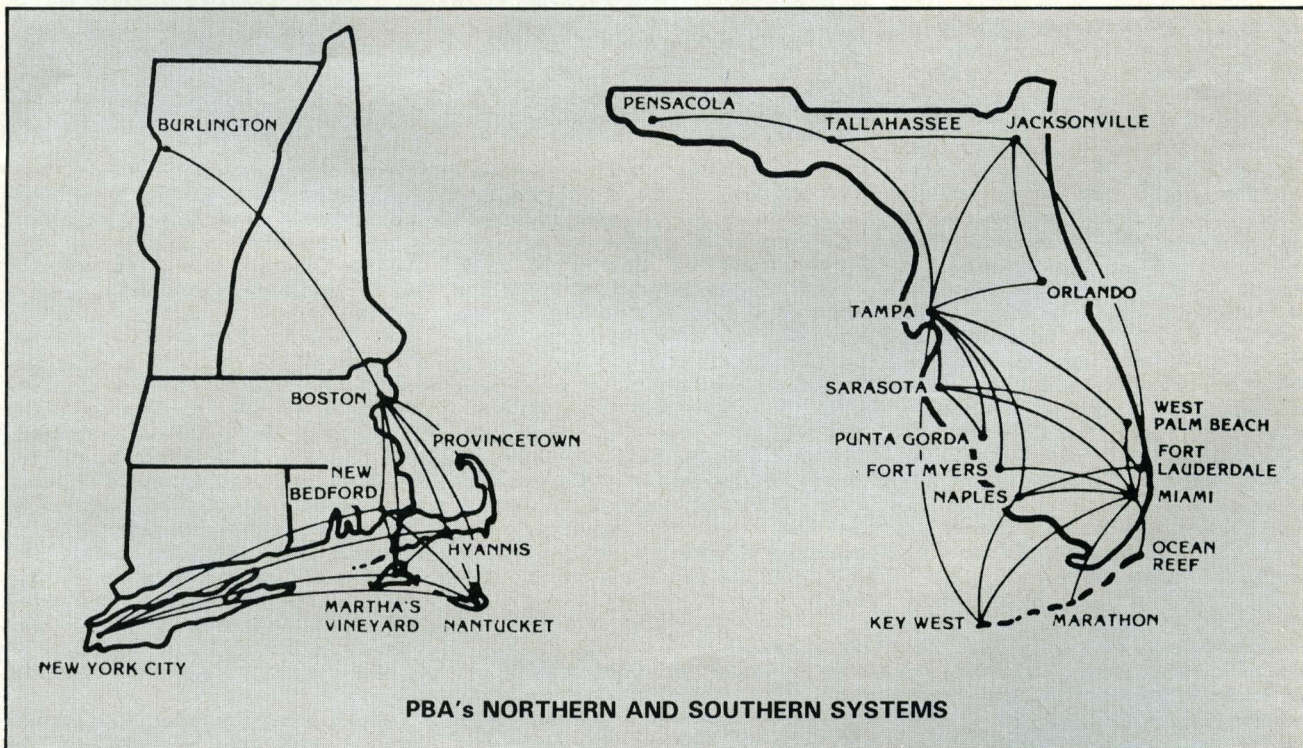 BURLINGTON
BOSTON
PROVINCETOWN
NEW
BEDFORD
HYANNIS
MARTHA'S
VINEYARD
NANTUCKET
NEW YORK CITY
PENSACOLA
TALLAHASSEE
JACKSONVILLE
ORLANDO
TAMPA
SARASOTA
WEST
PALM BEACH
PUNTA GORDA
FORT
LAUDERDALE
FORT MYERS
NAPLES
MIAMI
OCEAN
REEF
KEY WEST
MARATHON
PBA's NORTHERN AND SOUTHERN SYSTEMS